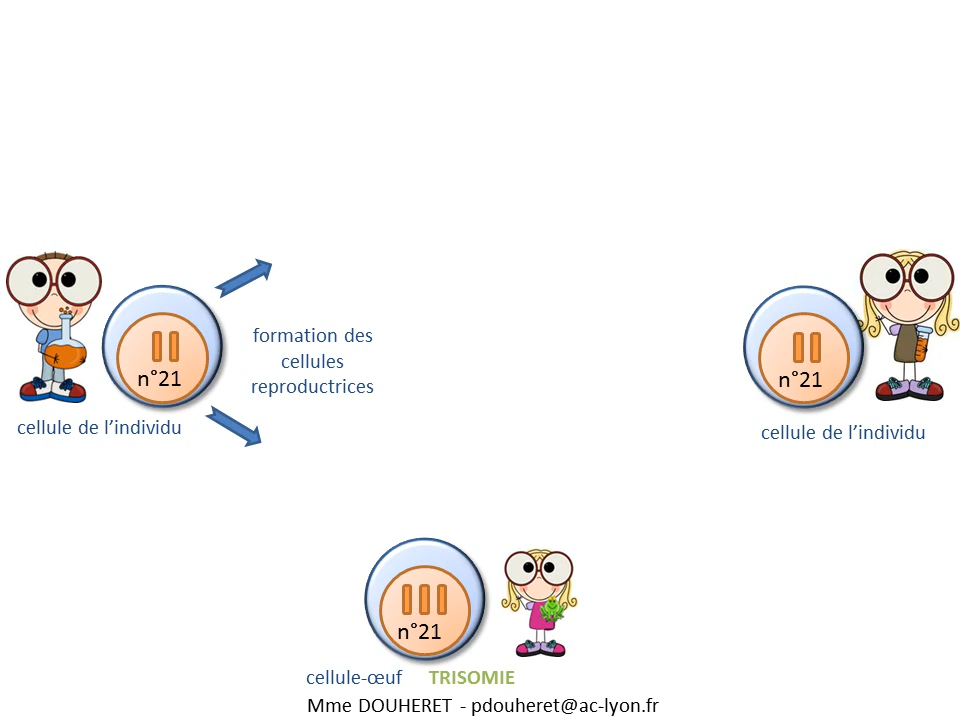 formation des
cellules
reproductrices
n°21
n°21
cellule de l’individu
cellule de l’individu
n°21
cellule-œuf TRISOMIE
Mme DOUHERET - pdouheret@ac-lyon.fr